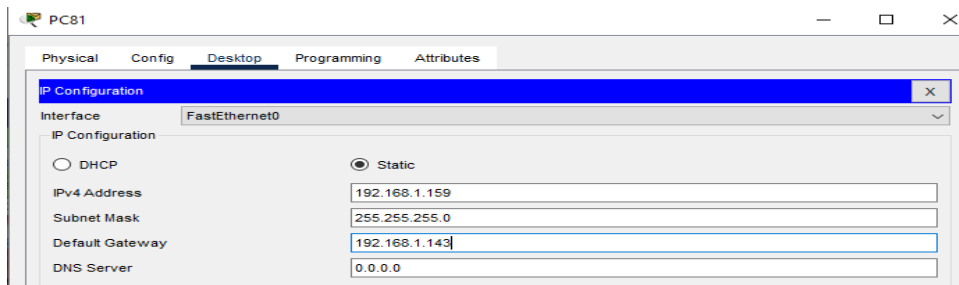 PC81
Physical Config Desktop Programming Attributes
IP Configuration X
Interface FastEthernet0
IP Configuration
DHCP Static
IPv4 Address 192.168.1.159
Subnet Mask 255.255.255.0
Default Gateway 192.168.1.143
DNS Server 0.0.0.0